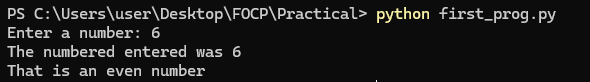 PS C:\Users\user\Desktop\FOCP\Practical> python first_prog.py
Enter a number: 6
The numbered entered was 6
That is an even number